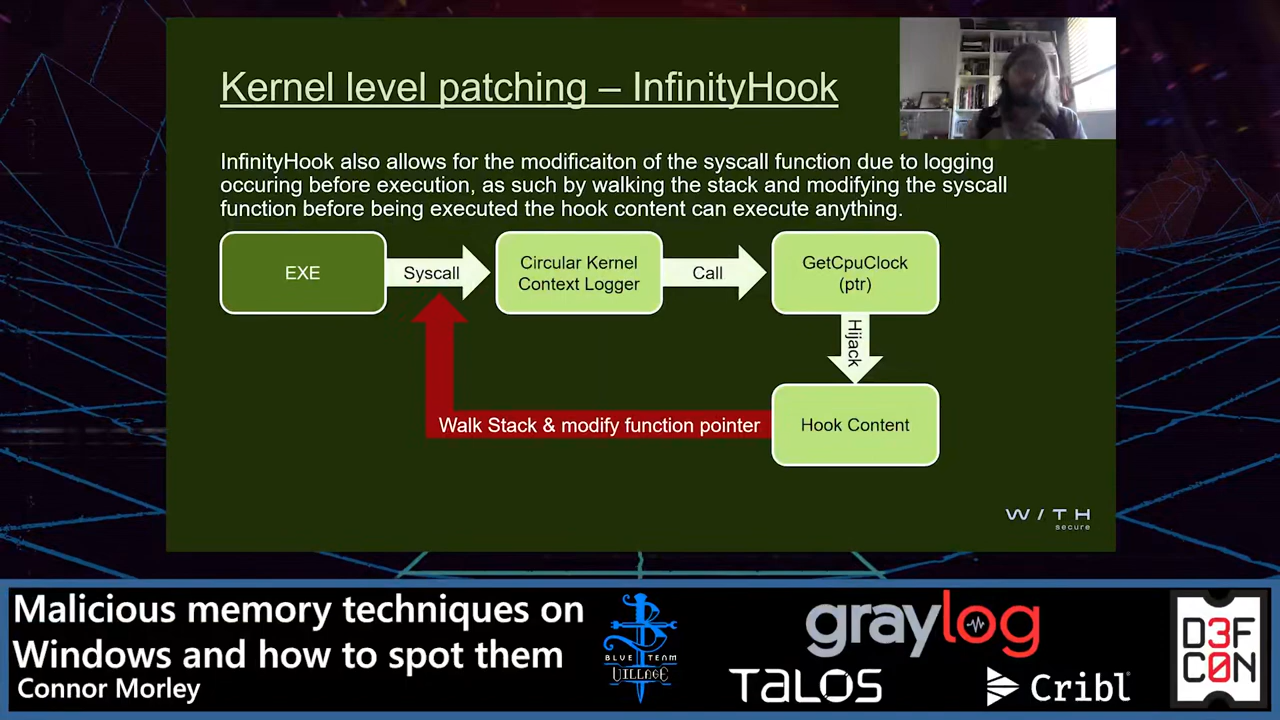 Kernel level patching – InfinityHook
InfinityHook also allows for the modificaiton of the syscall function due to logging
occuring before execution, as such by walking the stack and modifying the syscall
function before being executed the hook content can execute anything.
EXE
Syscall
Circular Kernel
Context Logger
Call
GetCpuClock
(ptr)
Hijack
Walk Stack & modify function pointer
Hook Content
W / T H
secure
Malicious memory techniques on
Windows and how to spot them
Connor Morley
BLUE TEAM
VILLAGE
graylog
TALOS
Cribl
D3F
C0N